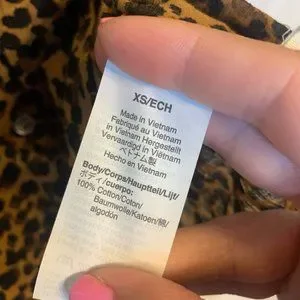 XS/ECH
Made in Vietnam
Fabriqué au Vietnam
in Vietnam Hergestellt
Vervaardigd in Viëtnam
ベトナム製
Hecho en Vietnam
Body/Corps/Hauptteil/Lijf/
ボディ/cuerpo:
100% Cotton/Coton/
Baumwolle/Katoen/綿/
algodón